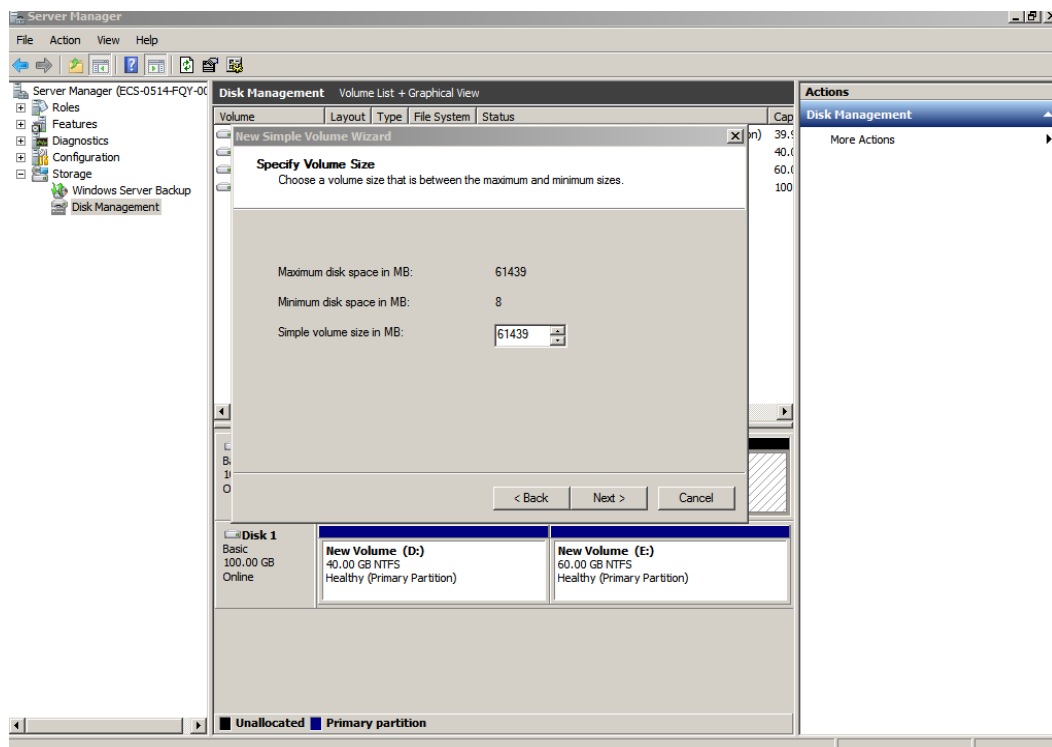 Server Manager
File Action View Help
Server Manager (ECS-0514-FQY-00
Roles
Features
Diagnostics
Configuration
Storage
Windows Server Backup
Disk Management
Disk Management Volume List + Graphical View
Volume Layout Type File System Status Cap
on) 39.9
40.0
60.0
100
New Simple Volume Wizard
Specify Volume Size
Choose a volume size that is between the maximum and minimum sizes.
Maximum disk space in MB: 61439
Minimum disk space in MB: 8
Simple volume size in MB: 61439
< Back Next > Cancel
Disk 1
Basic
100.00 GB
Online
New Volume (D:)
40.00 GB NTFS
Healthy (Primary Partition)
New Volume (E:)
60.00 GB NTFS
Healthy (Primary Partition)
Unallocated Primary partition
Actions
Disk Management
More Actions